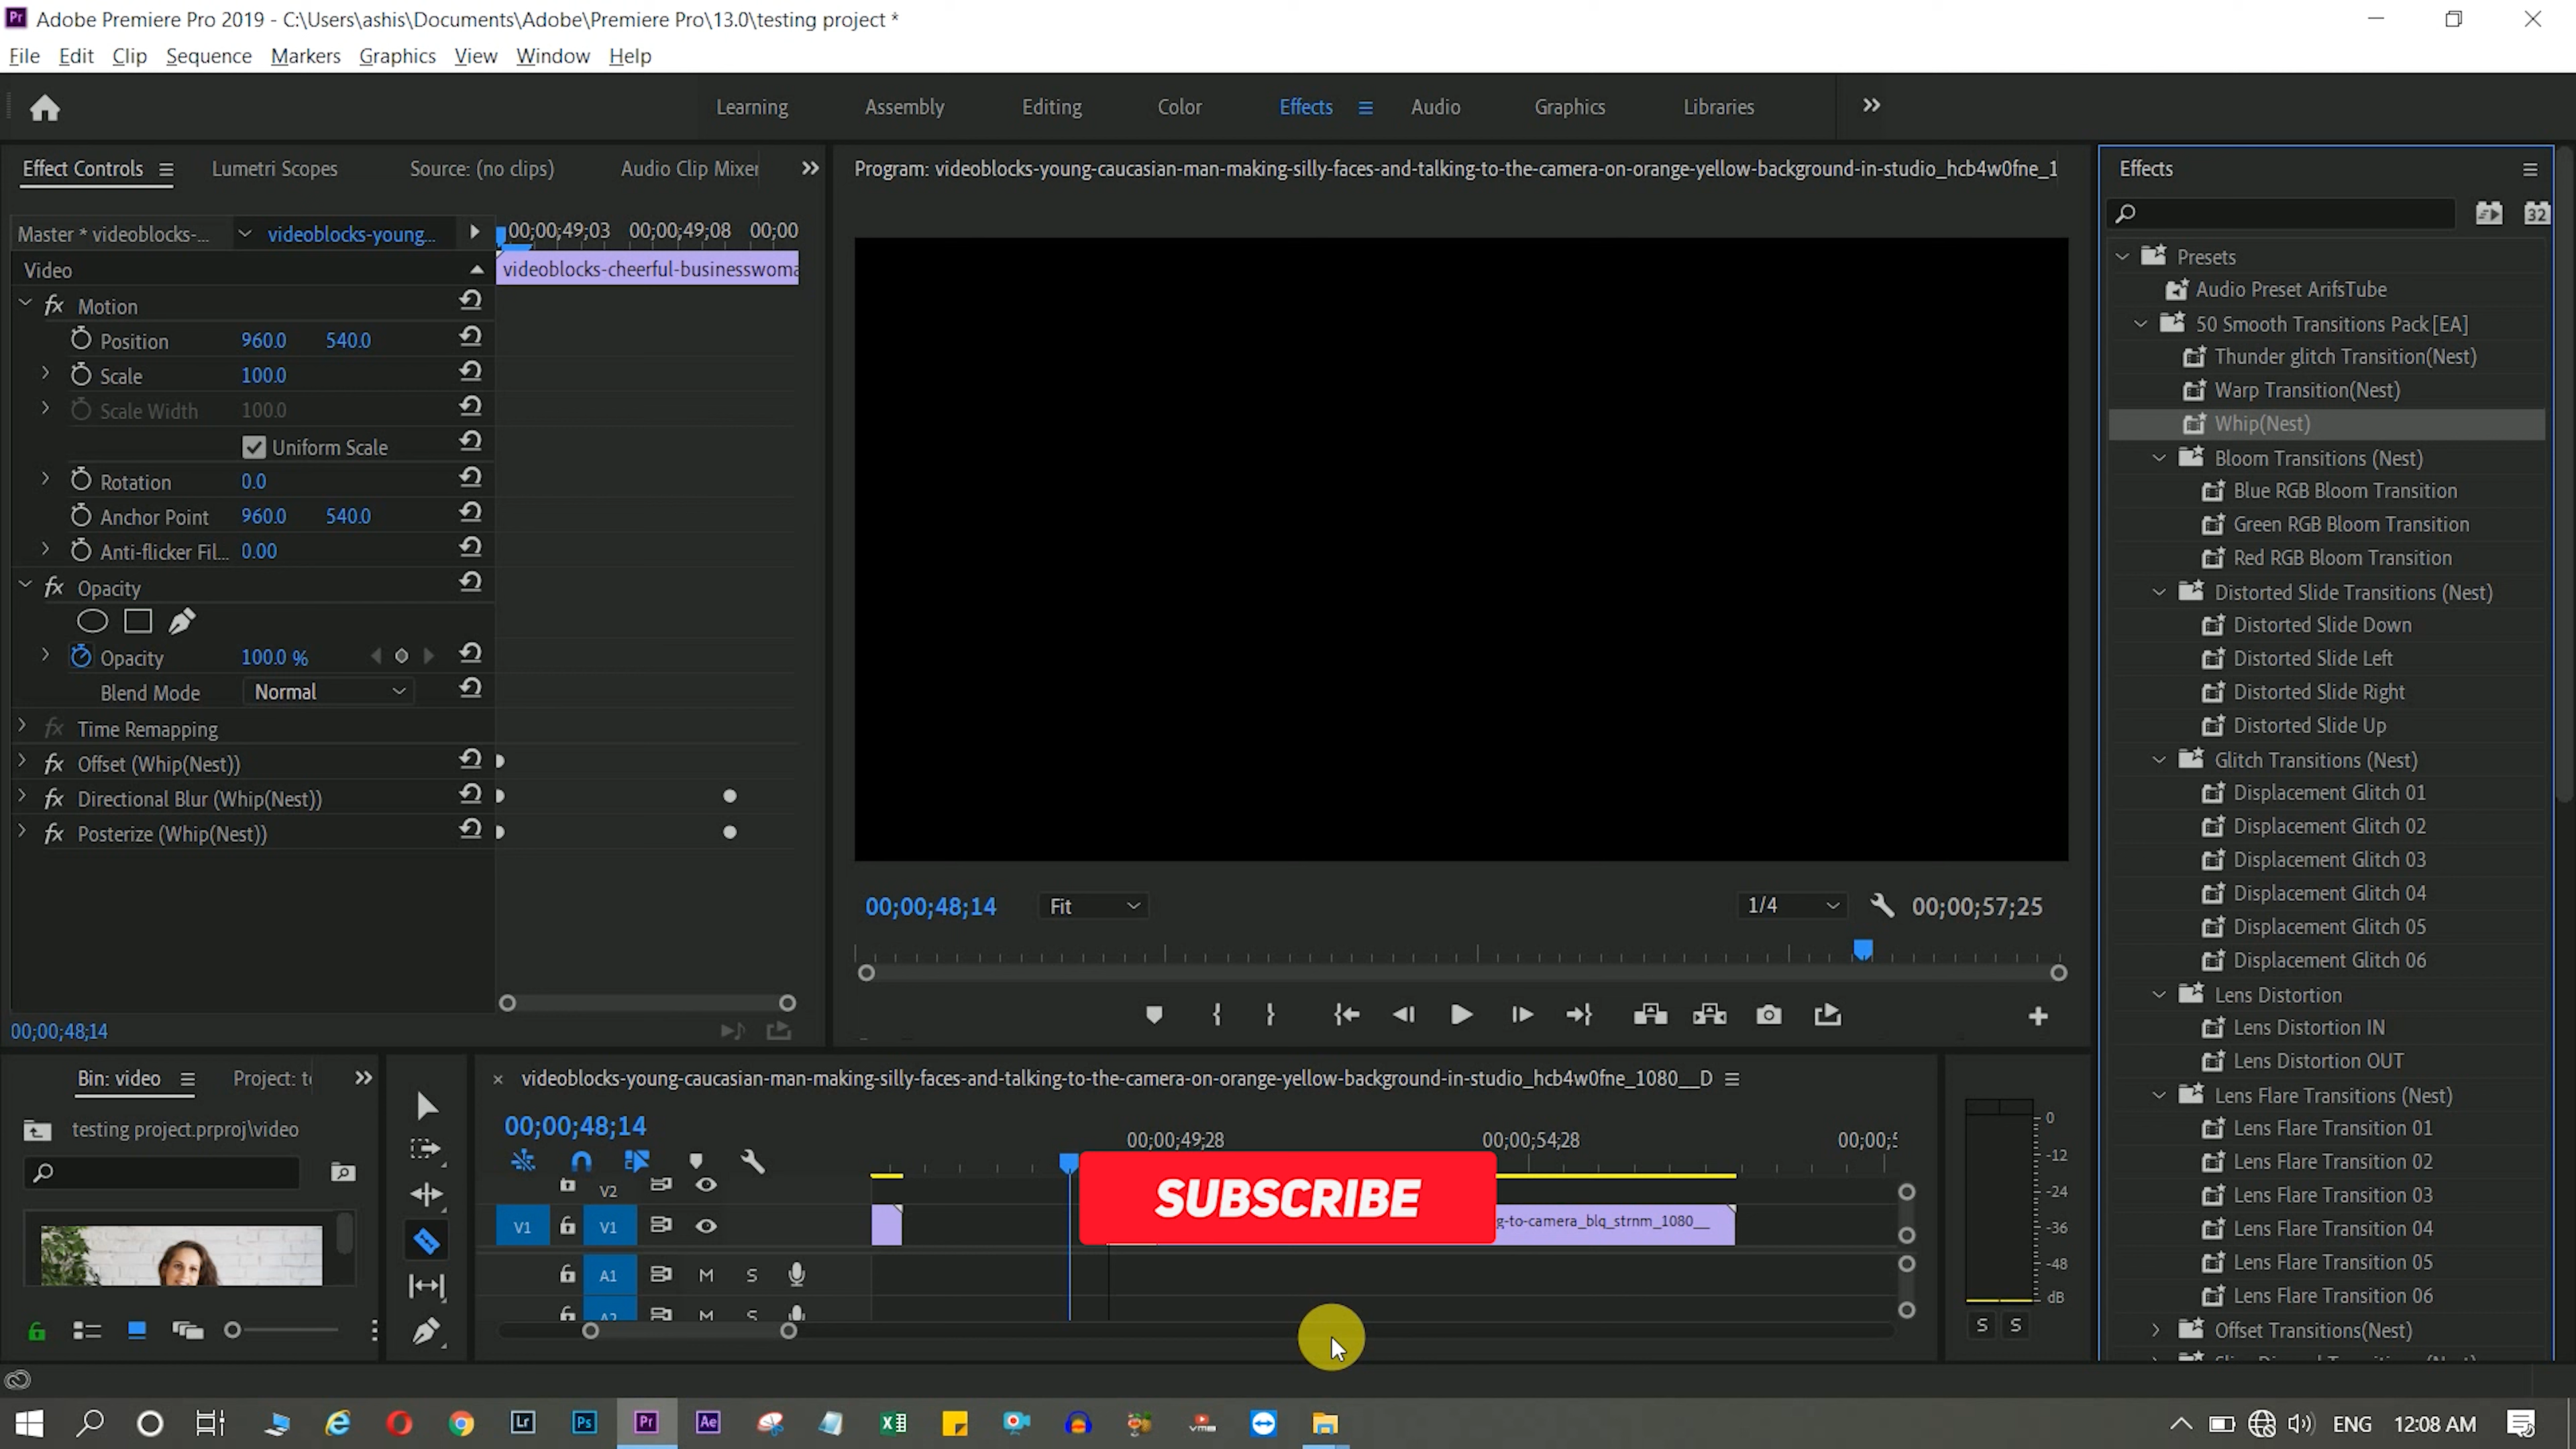 Adobe Premiere Pro 2019 - C:\Users\ashis\Documents\Adobe\Premiere Pro\13.0\testing project *
File Edit Clip Sequence Markers Graphics View Window Help
Learning Assembly Editing Color Effects Audio Graphics Libraries
Effect Controls Lumetri Scopes Source: (no clips) Audio Clip Mixer
Program: videoblocks-young-caucasian-man-making-silly-faces-and-talking-to-the-camera-on-orange-yellow-background-in-studio_hcb4w0fne_1
Effects
Master * videoblocks-... videoblocks-young... 00;00;49;03 00;00;49;08 00;00
32
Video videoblocks-cheerful-businesswoma
Motion
Position 960.0 540.0
Scale 100.0
Scale Width 100.0
Uniform Scale
Rotation 0.0
Anchor Point 960.0 540.0
Anti-flicker Fil... 0.00
Opacity
Opacity 100.0 %
Blend Mode Normal
Time Remapping
Offset (Whip(Nest))
Directional Blur (Whip(Nest))
Posterize (Whip(Nest))
00;00;48;14
00;00;48;14 Fit 1/4 00;00;57;25
Presets
Audio Preset ArifsTube
50 Smooth Transitions Pack [EA]
Thunder glitch Transition(Nest)
Warp Transition(Nest)
Whip(Nest)
Bloom Transitions (Nest)
Blue RGB Bloom Transition
Green RGB Bloom Transition
Red RGB Bloom Transition
Distorted Slide Transitions (Nest)
Distorted Slide Down
Distorted Slide Left
Distorted Slide Right
Distorted Slide Up
Glitch Transitions (Nest)
Displacement Glitch 01
Displacement Glitch 02
Displacement Glitch 03
Displacement Glitch 04
Displacement Glitch 05
Displacement Glitch 06
Lens Distortion
Lens Distortion IN
Lens Distortion OUT
Lens Flare Transitions (Nest)
Lens Flare Transition 01
Lens Flare Transition 02
Lens Flare Transition 03
Lens Flare Transition 04
Lens Flare Transition 05
Lens Flare Transition 06
Offset Transitions(Nest)
Bin: video Project: t
testing project.prproj\video
videoblocks-young-caucasian-man-making-silly-faces-and-talking-to-the-camera-on-orange-yellow-background-in-studio_hcb4w0fne_1080__D
00;00;48;14
00;00;49;28 00;00;54;28 00;00;5
V2
V1 V1 g-to-camera_blq_strnm_1080__
SUBSCRIBE
A1 M S
A2 M S
0
-12
-24
-36
-48
dB
S S
Lr Ps Pr Ae
ENG 12:08 AM